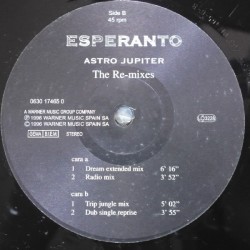 Side B
45 rpm
ESPERANTO
ASTRO JUPITER
The Re-mixes
0630 17465 0
A WARNER MUSIC GROUP COMPANY
℗ 1996 WARNER MUSIC SPAIN SA
© 1996 WARNER MUSIC SPAIN SA
STEREO
cara a
1 Dream extended mix 6' 16"
2 Radio mix 3' 52"
cara b
1 Trip jungle mix 5' 02"
2 Dub single,reprise 3' 55"